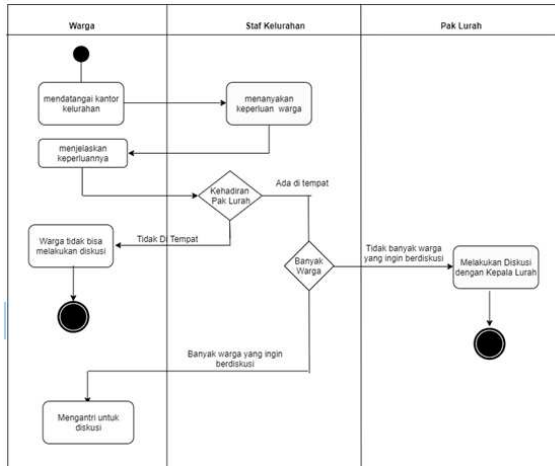 Warga
Staf Kelurahan
Pak Lurah
mendatangai kantor
kelurahan
menanyakan
keperluan warga
menjelaskan
keperluannya
Kehadiran
Pak Lurah
Ada di tempat
Tidak Di Tempat
Warga tidak bisa
melakukan diskusi
Banyak
Warga
Tidak banyak warga
yang ingin berdiskusi
Melakukan Diskusi
dengan Kepala Lurah
Banyak warga yang ingin
berdiskusi
Mengantri untuk
diskusi